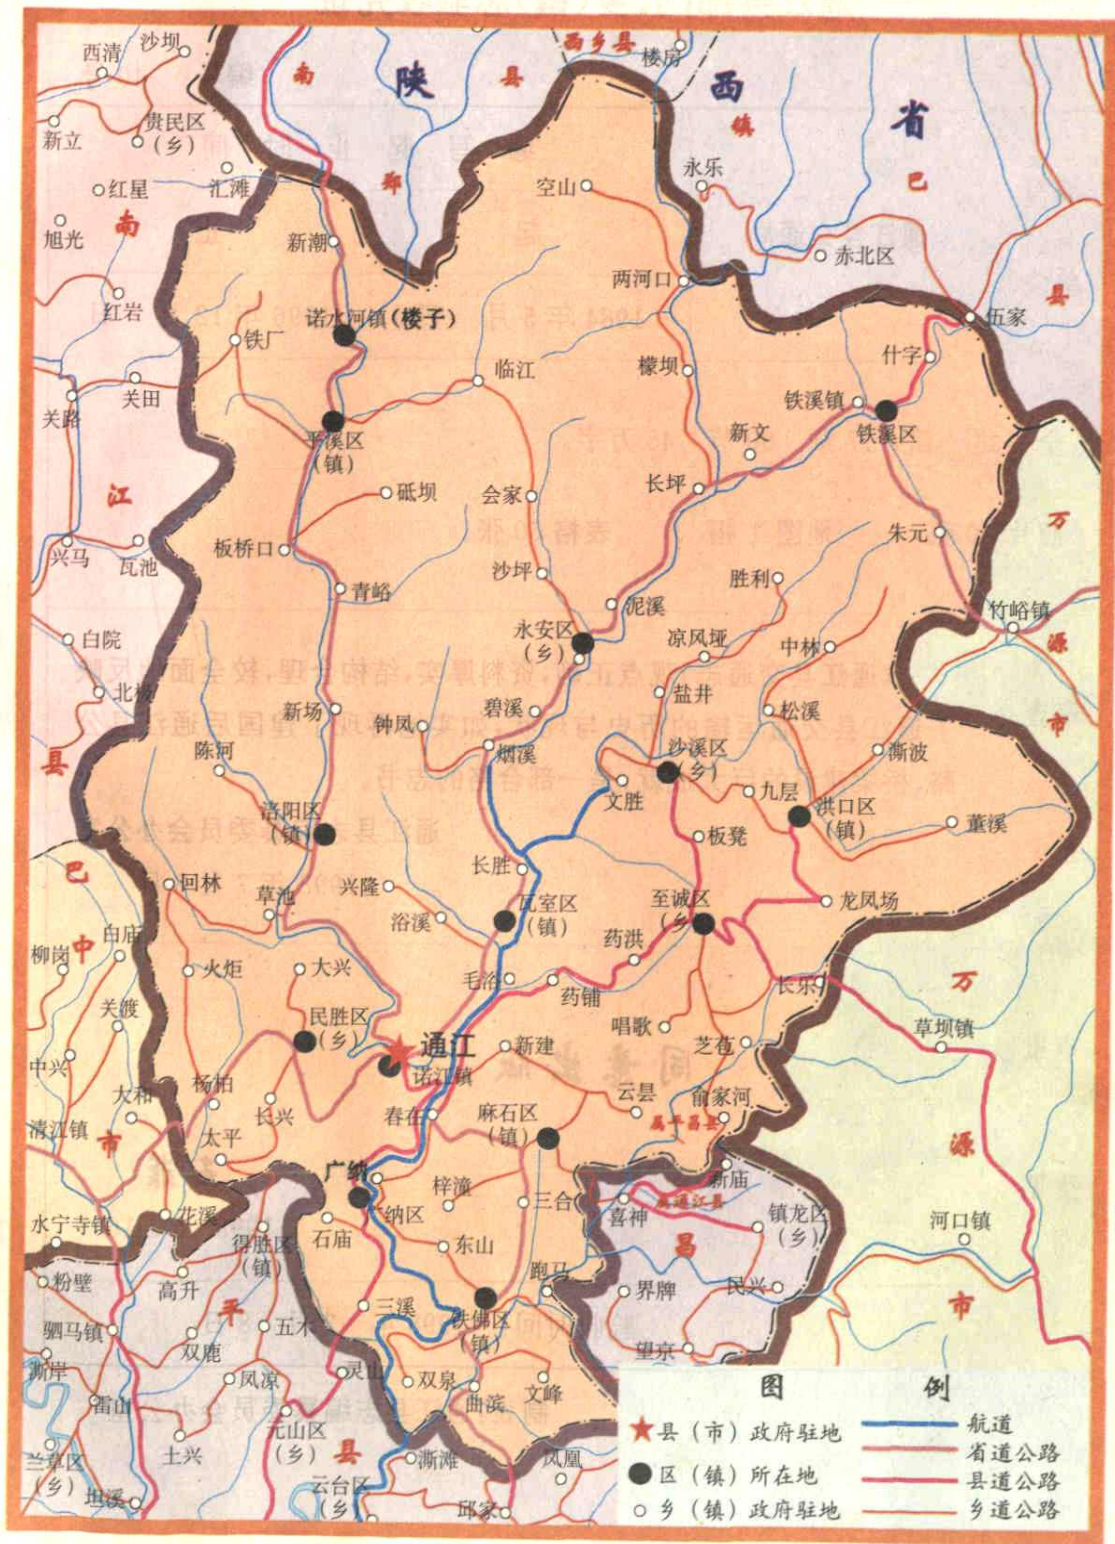 西乡县
陕
西
省
南
郑
县
镇
巴
县
西清
沙坝
新立
贵民区
(乡)
红星
汇滩
旭光
南
红岩
关路
关田
江
兴马
瓦池
白院
北极
县
楼房
永乐
赤北区
伍家
空山
新潮
两河口
诺水河镇(楼子)
铁厂
临江
檬坝
什字
铁溪镇
铁溪区
平溪区
(镇)
新文
砥坝
会家
长坪
板桥口
朱元
青峪
沙坪
胜利
泥溪
竹峪镇
永安区
(乡)
凉风垭
中林
盐井
新场
钟凤
碧溪
松溪
陈河
烟溪
沙溪区
(乡)
澌波
文胜
九层
洪口区
(镇)
董溪
涪阳区
(镇)
板凳
长胜
回林
草池
兴隆
浴溪
瓦室区
(镇)
至诚区
(乡)
龙凤场
药洪
火炬
大兴
毛浴
药铺
长乐
民胜区
(乡)
通江
诺江镇
新建
唱歌
芝苞
草坝镇
杨柏
长兴
春在
麻石区
(镇)
云昙
俞家河
属平昌县
太平
广纳
广纳区
梓潼
三合
新庙
属通江县
喜神
镇龙区
(乡)
石庙
东山
跑马
界牌
民兴
三溪
铁佛区
(镇)
望京
灵山
双泉
曲滨
文峰
巴
中
市
柳岗
白庙
关渡
中兴
大和
清江镇
水宁寺镇
花溪
得胜区
(镇)
粉壁
高升
平
昌
县
驷马镇
双鹿
五木
澌岸
雷山
凤凉
元山区
(乡)
兰草区
(乡)
土兴
坦溪
云台区
(乡)
澌滩
凤凰
邱家
万
源
市
万
源
市
河口镇
图 例
县(市)政府驻地
区(镇)所在地
乡(镇)政府驻地
航道
省道公路
县道公路
乡道公路